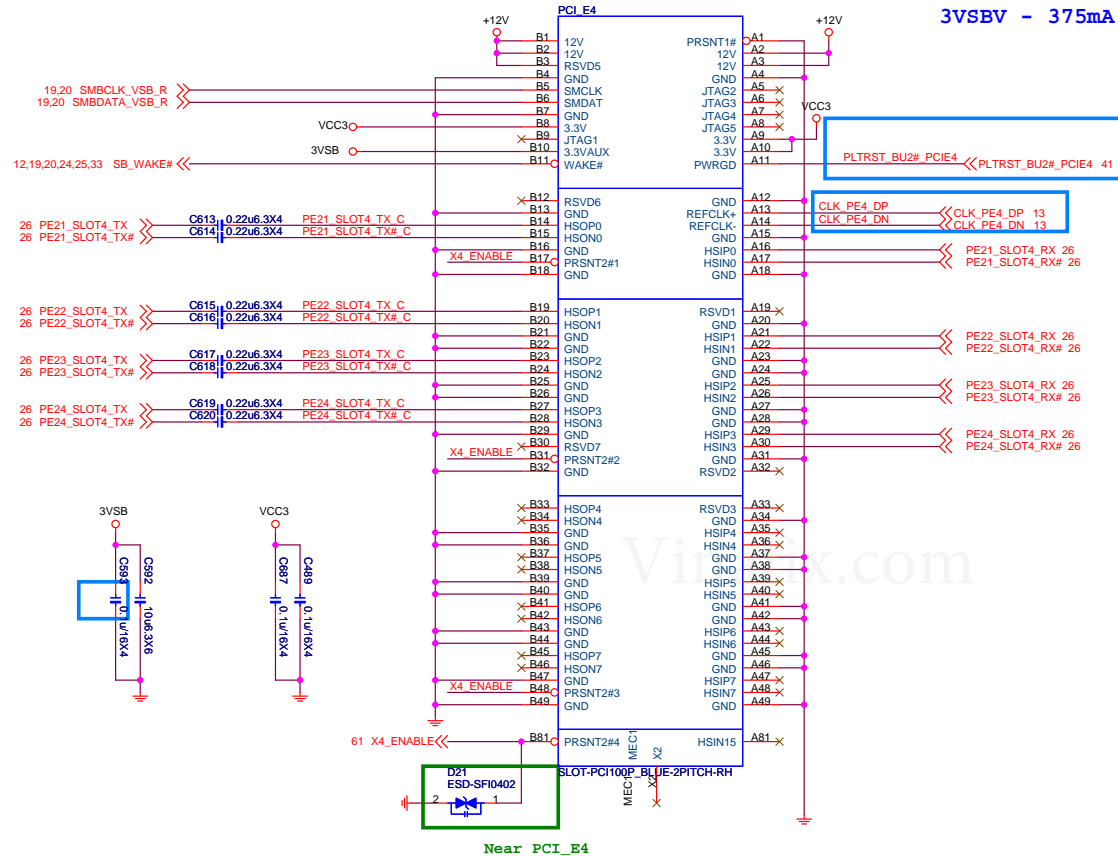 PCI_E4
3VSBV - 375mA
+12V
+12V
B1 12V PRSNT1# A1
B2 12V 12V A2
B3 RSVD5 12V A3
B4 GND GND A4
19,20 SMBCLK_VSB_R B5 SMCLK JTAG2 A5
19,20 SMBDATA_VSB_R B6 SMDAT JTAG3 A6
B7 GND JTAG4 A7 VCC3
VCC3 B8 3.3V JTAG5 A8
B9 JTAG1 3.3V A9
3VSB B10 3.3VAUX 3.3V A10
12,19,20,24,25,33 SB_WAKE# B11 WAKE# PWRGD A11 PLTRST_BU2#_PCIE4 PLTRST_BU2#_PCIE4 41
B12 RSVD6 GND A12
B13 GND REFCLK+ A13 CLK_PE4_DP CLK_PE4_DP 13
26 PE21_SLOT4_TX C613 0.22u6.3X4 PE21_SLOT4_TX_C B14 HSOP0 REFCLK- A14 CLK_PE4_DN CLK_PE4_DN 13
26 PE21_SLOT4_TX# C614 0.22u6.3X4 PE21_SLOT4_TX#_C B15 HSON0 GND A15
B16 GND HSIP0 A16 PE21_SLOT4_RX 26
X4_ENABLE B17 PRSNT2#1 HSIN0 A17 PE21_SLOT4_RX# 26
B18 GND GND A18
26 PE22_SLOT4_TX C615 0.22u6.3X4 PE22_SLOT4_TX_C B19 HSOP1 RSVD1 A19
26 PE22_SLOT4_TX# C616 0.22u6.3X4 PE22_SLOT4_TX#_C B20 HSON1 GND A20
B21 GND HSIP1 A21 PE22_SLOT4_RX 26
B22 GND HSIN1 A22 PE22_SLOT4_RX# 26
26 PE23_SLOT4_TX C617 0.22u6.3X4 PE23_SLOT4_TX_C B23 HSOP2 GND A23
26 PE23_SLOT4_TX# C618 0.22u6.3X4 PE23_SLOT4_TX#_C B24 HSON2 GND A24
B25 GND HSIP2 A25 PE23_SLOT4_RX 26
B26 GND HSIN2 A26 PE23_SLOT4_RX# 26
26 PE24_SLOT4_TX C619 0.22u6.3X4 PE24_SLOT4_TX_C B27 HSOP3 GND A27
26 PE24_SLOT4_TX# C620 0.22u6.3X4 PE24_SLOT4_TX#_C B28 HSON3 GND A28
B29 GND HSIP3 A29 PE24_SLOT4_RX 26
B30 RSVD7 HSIN3 A30 PE24_SLOT4_RX# 26
X4_ENABLE B31 PRSNT2#2 GND A31
B32 GND RSVD2 A32
B33 HSOP4 RSVD3 A33
B34 HSON4 GND A34
B35 GND HSIP4 A35
B36 GND HSIN4 A36
B37 HSOP5 GND A37
B38 HSON5 GND A38
B39 GND HSIP5 A39
B40 GND HSIN5 A40
B41 HSOP6 GND A41
B42 HSON6 GND A42
B43 GND HSIP6 A43
B44 GND HSIN6 A44
B45 HSOP7 GND A45
B46 HSON7 GND A46
B47 GND HSIP7 A47
X4_ENABLE B48 PRSNT2#3 HSIN7 A48
B49 GND GND A49
61 X4_ENABLE B81 PRSNT2#4 HSIN15 A81
MEC1 X2
SLOT-PCI100P_BLUE-2PITCH-RH
MEC1 X2
3VSB
C593 0.1u/16X4
C592 10u6.3X6
VCC3
C667 0.1u/16X4
C489 0.1u/16X4
D21
ESD-SFI0402
2 1
Near PCI_E4